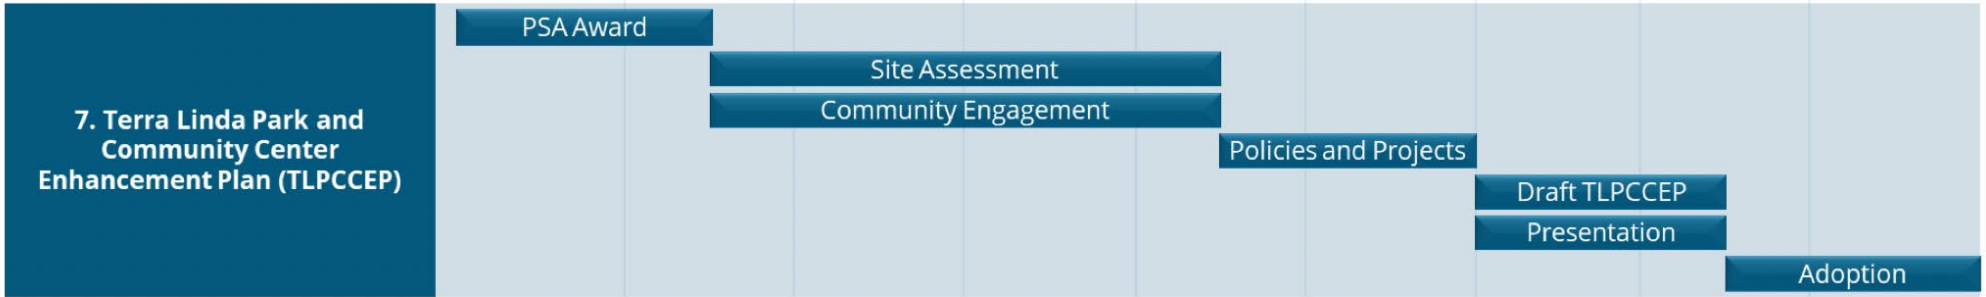 7. Terra Linda Park and
Community Center
Enhancement Plan (TLPCCEP)
PSA Award
Site Assessment
Community Engagement
Policies and Projects
Draft TLPCCEP
Presentation
Adoption